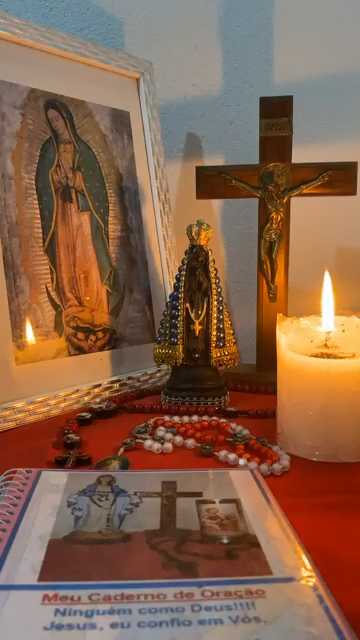 Meu Caderno de Oração
Ninguém como Deus!!!!
Jesus, eu confio em Vós.